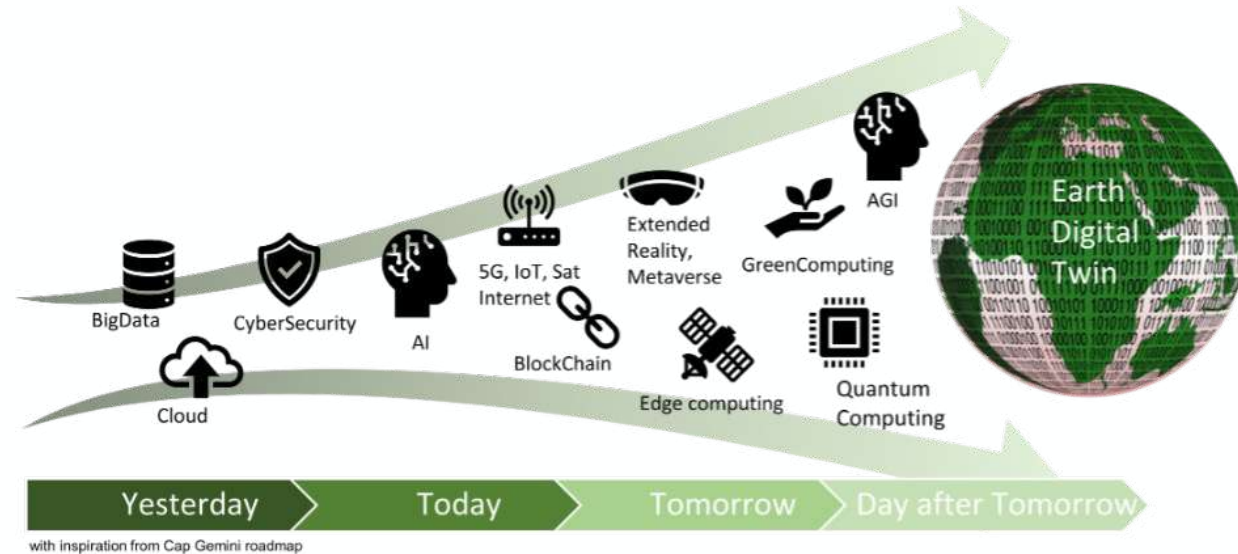 BigData
CyberSecurity
Cloud
AI
5G, IoT, Sat
Internet
BlockChain
Extended
Reality,
Metaverse
Edge computing
GreenComputing
AGI
Quantum
Computing
Earth
Digital
Twin
Yesterday
Today
Tomorrow
Day after Tomorrow
with inspiration from Cap Gemini roadmap